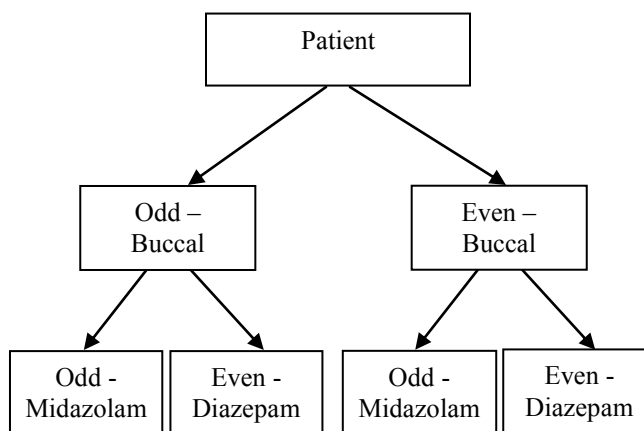 Patient
Odd –
Buccal
Even –
Buccal
Odd -
Midazolam
Even -
Diazepam
Odd -
Midazolam
Even -
Diazepam